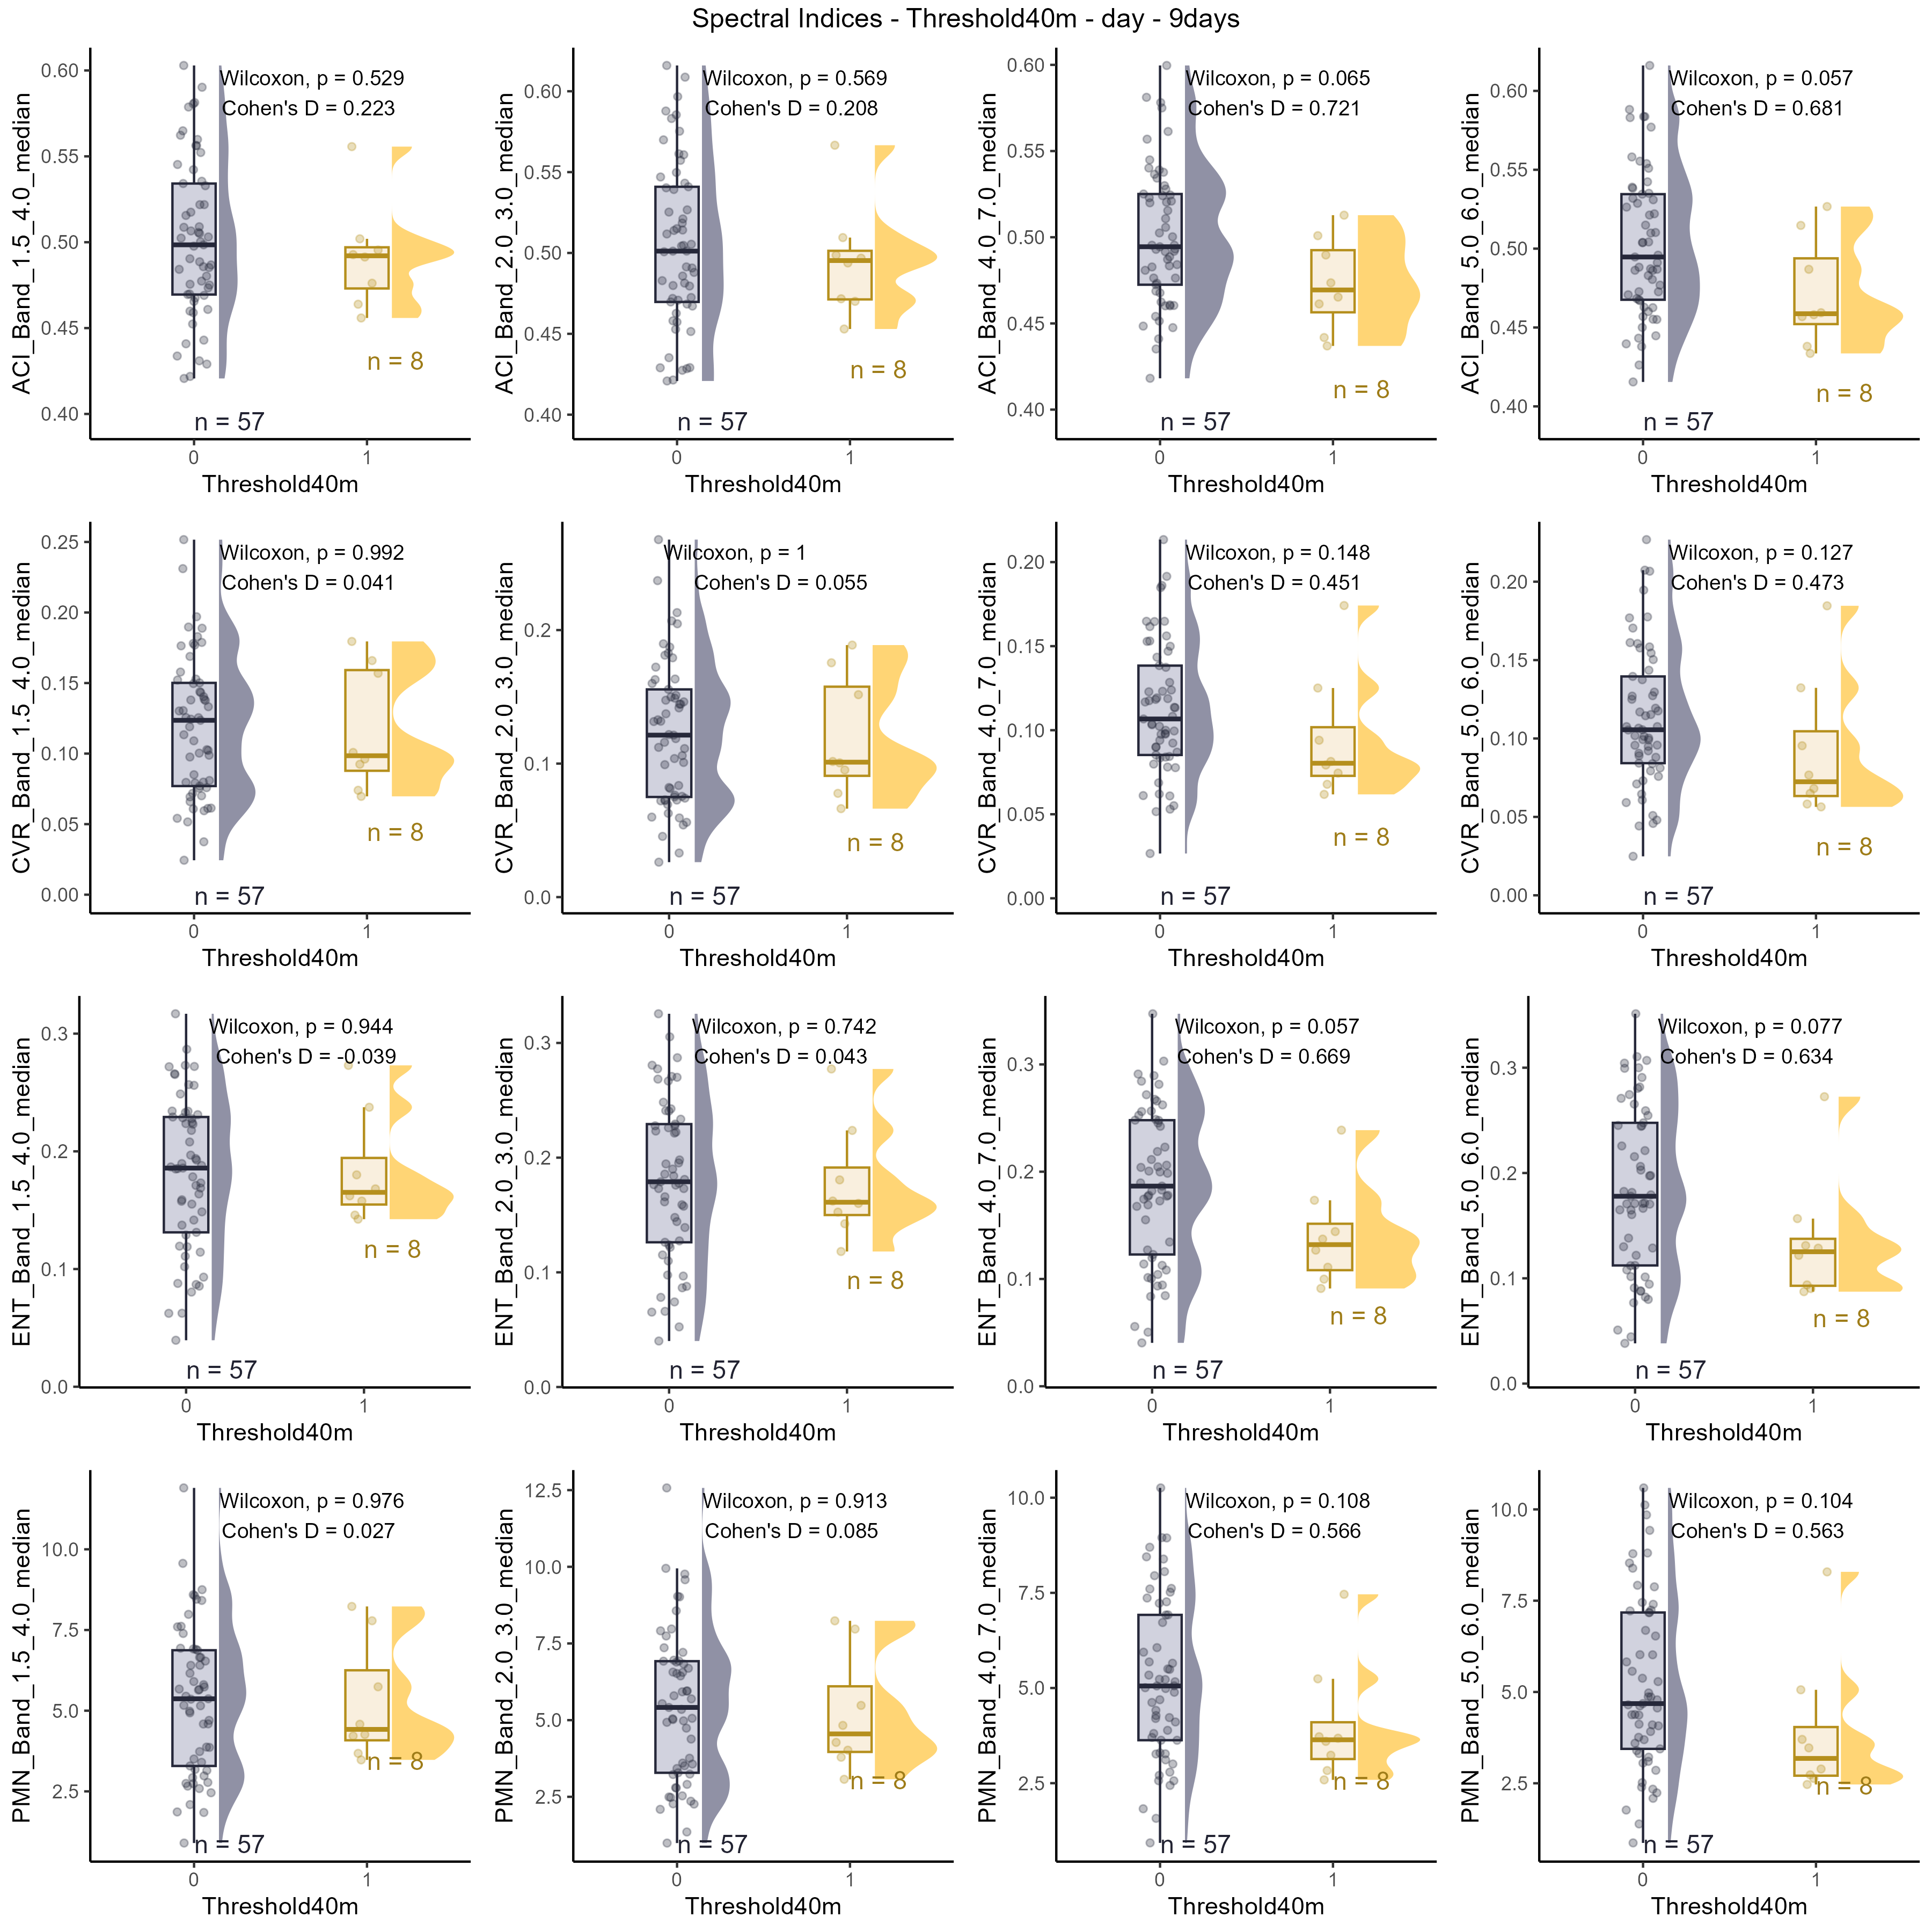 Spectral Indices - Threshold40m - day - 9days
ACI_Band_1.5_4.0_median
0.60
0.55
0.50
0.45
0.40
Wilcoxon, p = 0.529
Cohen's D = 0.223
n = 8
n = 57
0 1
Threshold40m
ACI_Band_2.0_3.0_median
0.60
0.55
0.50
0.45
0.40
Wilcoxon, p = 0.569
Cohen's D = 0.208
n = 8
n = 57
0 1
Threshold40m
ACI_Band_4.0_7.0_median
0.60
0.55
0.50
0.45
0.40
Wilcoxon, p = 0.065
Cohen's D = 0.721
n = 8
n = 57
0 1
Threshold40m
ACI_Band_5.0_6.0_median
0.60
0.55
0.50
0.45
0.40
Wilcoxon, p = 0.057
Cohen's D = 0.681
n = 8
n = 57
0 1
Threshold40m
CVR_Band_1.5_4.0_median
0.25
0.20
0.15
0.10
0.05
0.00
Wilcoxon, p = 0.992
Cohen's D = 0.041
n = 8
n = 57
0 1
Threshold40m
CVR_Band_2.0_3.0_median
0.2
0.1
0.0
Wilcoxon, p = 1
Cohen's D = 0.055
n = 8
n = 57
0 1
Threshold40m
CVR_Band_4.0_7.0_median
0.20
0.15
0.10
0.05
0.00
Wilcoxon, p = 0.148
Cohen's D = 0.451
n = 8
n = 57
0 1
Threshold40m
CVR_Band_5.0_6.0_median
0.20
0.15
0.10
0.05
0.00
Wilcoxon, p = 0.127
Cohen's D = 0.473
n = 8
n = 57
0 1
Threshold40m
ENT_Band_1.5_4.0_median
0.3
0.2
0.1
0.0
Wilcoxon, p = 0.944
Cohen's D = -0.039
n = 8
n = 57
0 1
Threshold40m
ENT_Band_2.0_3.0_median
0.3
0.2
0.1
0.0
Wilcoxon, p = 0.742
Cohen's D = 0.043
n = 8
n = 57
0 1
Threshold40m
ENT_Band_4.0_7.0_median
0.3
0.2
0.1
0.0
Wilcoxon, p = 0.057
Cohen's D = 0.669
n = 8
n = 57
0 1
Threshold40m
ENT_Band_5.0_6.0_median
0.3
0.2
0.1
0.0
Wilcoxon, p = 0.077
Cohen's D = 0.634
n = 8
n = 57
0 1
Threshold40m
PMN_Band_1.5_4.0_median
10.0
7.5
5.0
2.5
Wilcoxon, p = 0.976
Cohen's D = 0.027
n = 8
n = 57
0 1
Threshold40m
PMN_Band_2.0_3.0_median
12.5
10.0
7.5
5.0
2.5
Wilcoxon, p = 0.913
Cohen's D = 0.085
n = 8
n = 57
0 1
Threshold40m
PMN_Band_4.0_7.0_median
10.0
7.5
5.0
2.5
Wilcoxon, p = 0.108
Cohen's D = 0.566
n = 8
n = 57
0 1
Threshold40m
PMN_Band_5.0_6.0_median
10.0
7.5
5.0
2.5
Wilcoxon, p = 0.104
Cohen's D = 0.563
n = 8
n = 57
0 1
Threshold40m